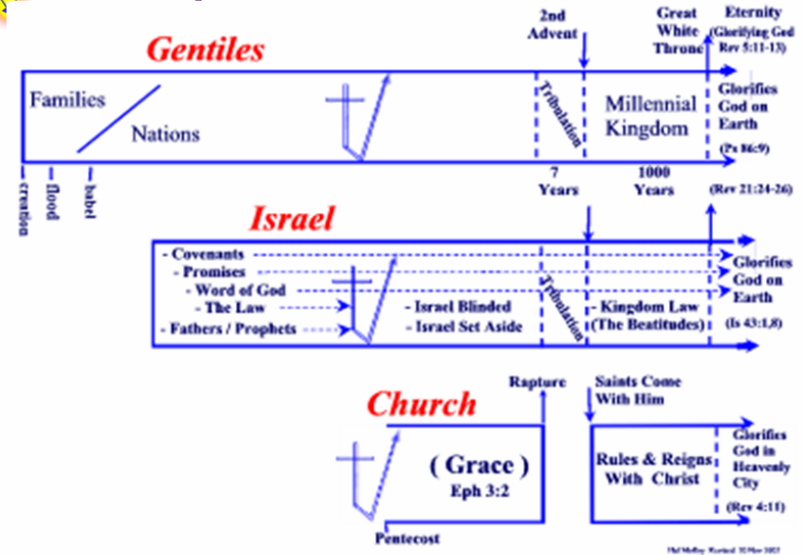 2nd
Advent
Great
White
Throne
Eternity
(Glorifying God
Rev 5:11-13)
Gentiles
Families
Nations
Tribulation
Millennial
Kingdom
Glorifies
God on
Earth
(Ps 86:9)
creation
flood
babel
7
Years
1000
Years
(Rev 21:24-26)
Israel
- Covenants
- Promises
- Word of God
- The Law
- Fathers / Prophets
- Israel Blinded
- Israel Set Aside
Tribulation
- Kingdom Law
(The Beatitudes)
Glorifies
God on
Earth
(Is 43:1,8)
Rapture
Saints Come
With Him
Church
( Grace )
Eph 3:2
Rules & Reigns
With Christ
Glorifies
God in
Heavenly
City
(Rev 4:11)
Pentecost